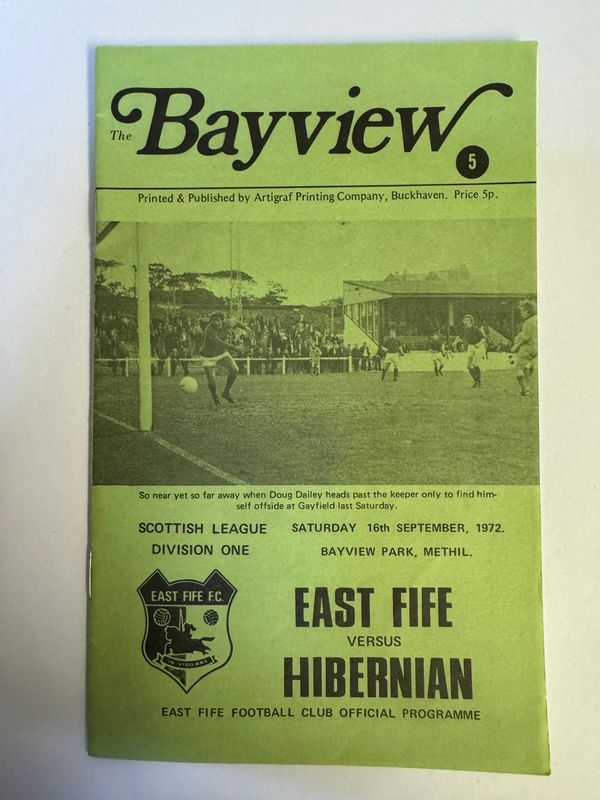 The Bayview
5
Printed & Published by Artigraf Printing Company, Buckhaven. Price 5p.
So near yet so far away when Doug Dailey heads past the keeper only to find him-
self offside at Gayfield last Saturday.
SCOTTISH LEAGUE
DIVISION ONE
SATURDAY 16th SEPTEMBER, 1972.
BAYVIEW PARK, METHIL.
EAST FIFE F.C.
IN VIGILANS
EAST FIFE
VERSUS
HIBERNIAN
EAST FIFE FOOTBALL CLUB OFFICIAL PROGRAMME